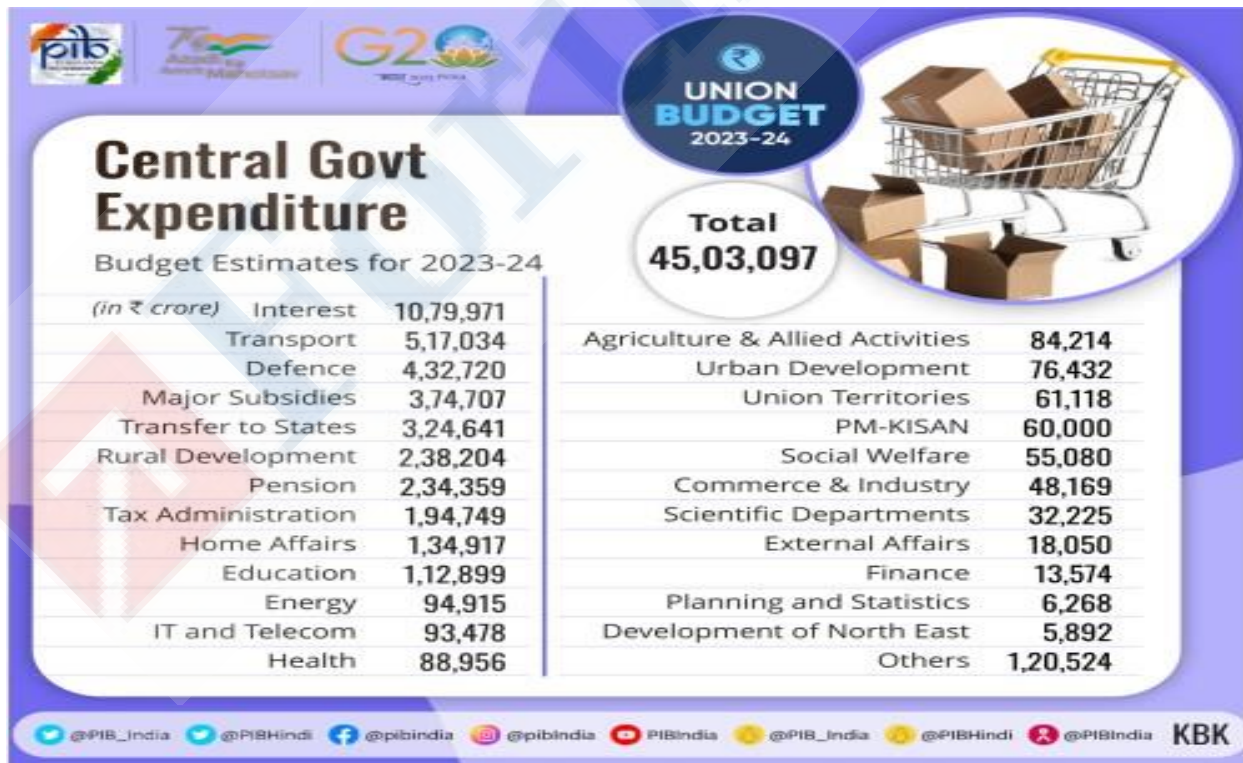 pib
G20
UNION
BUDGET
2023-24
Central Govt
Expenditure
Total
45,03,097
Budget Estimates for 2023-24
(in ₹ crore) Interest 10,79,971
Transport 5,17,034
Defence 4,32,720
Major Subsidies 3,74,707
Transfer to States 3,24,641
Rural Development 2,38,204
Pension 2,34,359
Tax Administration 1,94,749
Home Affairs 1,34,917
Education 1,12,899
Energy 94,915
IT and Telecom 93,478
Health 88,956
Agriculture & Allied Activities 84,214
Urban Development 76,432
Union Territories 61,118
PM-KISAN 60,000
Social Welfare 55,080
Commerce & Industry 48,169
Scientific Departments 32,225
External Affairs 18,050
Finance 13,574
Planning and Statistics 6,268
Development of North East 5,892
Others 1,20,524
@PIB_India @PIBHindi @pibindia @pibindia PIBIndia @PIB_India @PIBHindi @PIBIndia KBK